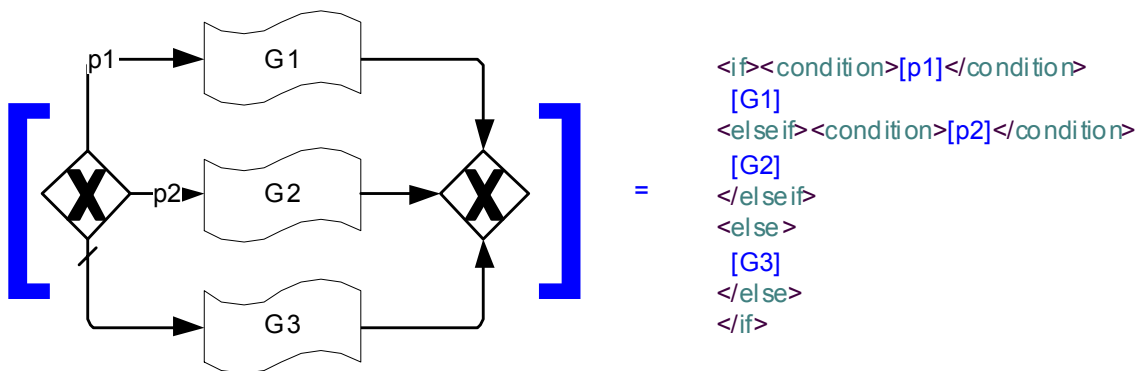 p1
G1
X
p2
G2
X
G3
=
<if><condition>[p1]</condition>
[G1]
<elseif><condition>[p2]</condition>
[G2]
</elseif>
<else>
[G3]
</else>
</if>